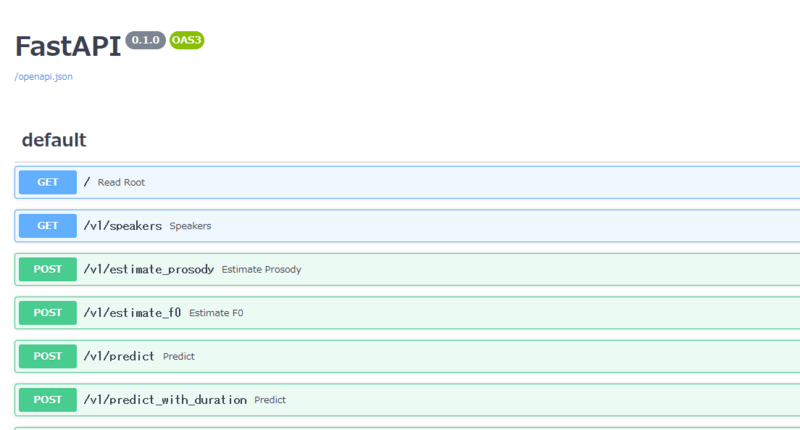 FastAPI 0.1.0 OAS3
/openapi.json
default
GET / Read Root
GET /v1/speakers Speakers
POST /v1/estimate_prosody Estimate Prosody
POST /v1/estimate_f0 Estimate F0
POST /v1/predict Predict
POST /v1/predict_with_duration Predict